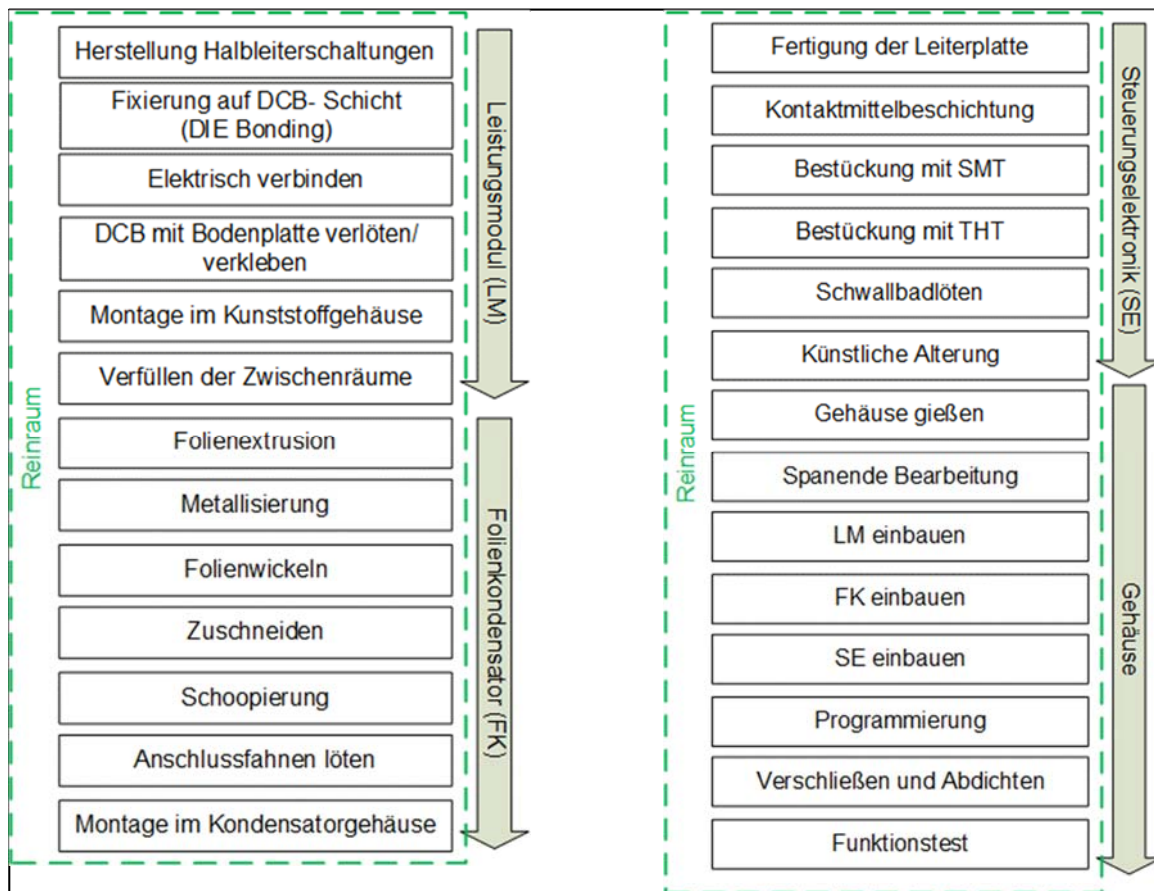 Reinraum
Herstellung Halbleiterschaltungen
Fixierung auf DCB- Schicht
(DIE Bonding)
Elektrisch verbinden
DCB mit Bodenplatte verlöten/
verkleben
Montage im Kunststoffgehäuse
Verfüllen der Zwischenräume
Leistungsmodul (LM)
Folienextrusion
Metallisierung
Folienwickeln
Zuschneiden
Schoopierung
Anschlussfahnen löten
Montage im Kondensatorgehäuse
Folienkondensator (FK)
Reinraum
Fertigung der Leiterplatte
Kontaktmittelbeschichtung
Bestückung mit SMT
Bestückung mit THT
Schwallbadlöten
Künstliche Alterung
Steuerungselektronik (SE)
Gehäuse gießen
Spanende Bearbeitung
LM einbauen
FK einbauen
SE einbauen
Programmierung
Verschließen und Abdichten
Funktionstest
Gehäuse